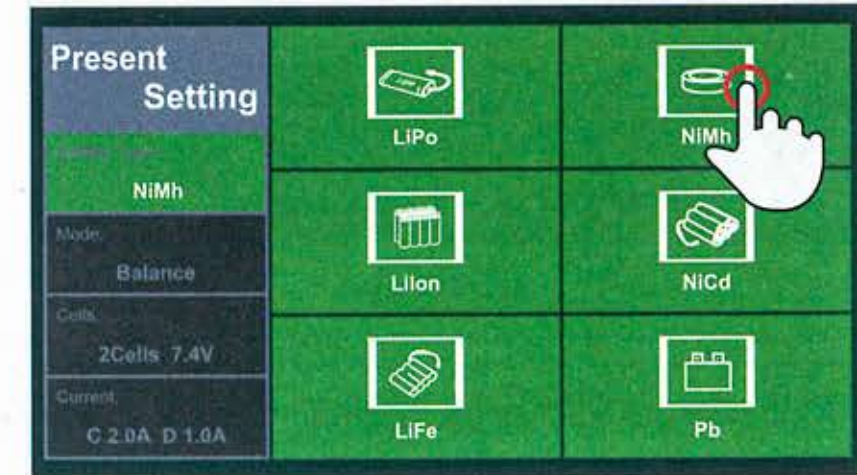 Present
Setting
NiMh
Mode.
Balance
Cells.
2Cells 7.4V
Current.
C 2.0A D 1.0A
LiPo
NiMh
LiIon
NiCd
LiFe
Pb